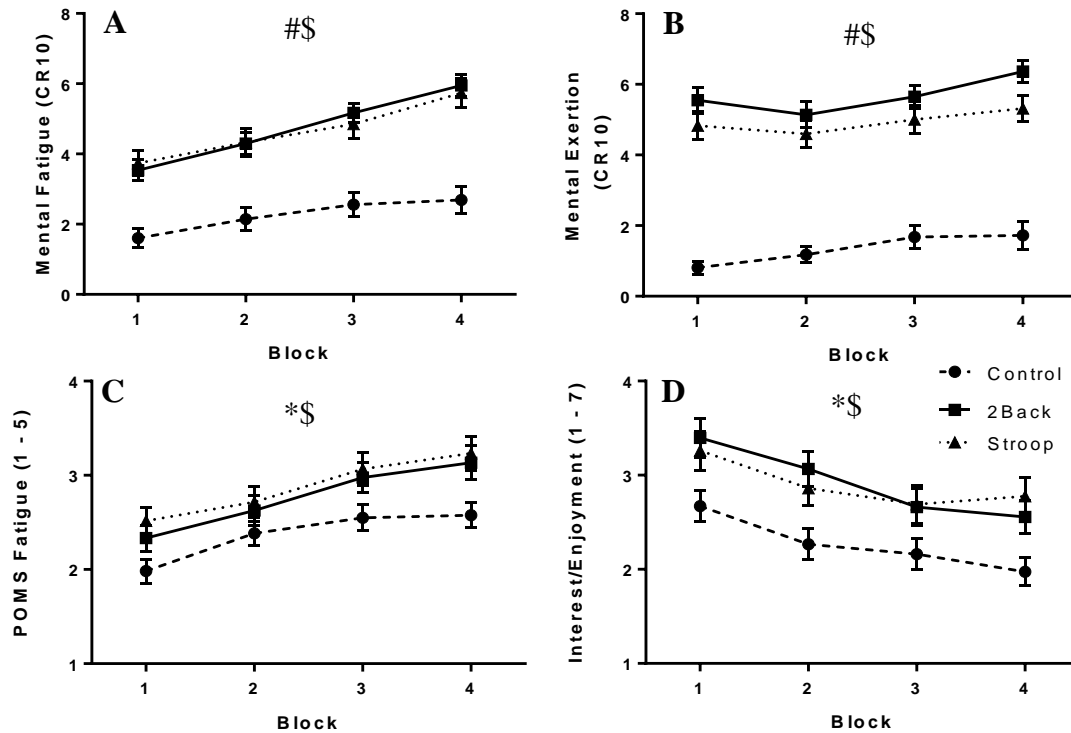 A
#$
Mental Fatigue (CR10)
8
6
4
2
0
1 2 3 4
Block
B
#$
Mental Exertion
(CR10)
8
6
4
2
0
1 2 3 4
Block
C
*$
POMS Fatigue (1 - 5)
4
3
2
1
1 2 3 4
Block
D
*$
Interest/Enjoyment (1 - 7)
4
3
2
1
1 2 3 4
Block
Control
2Back
Stroop